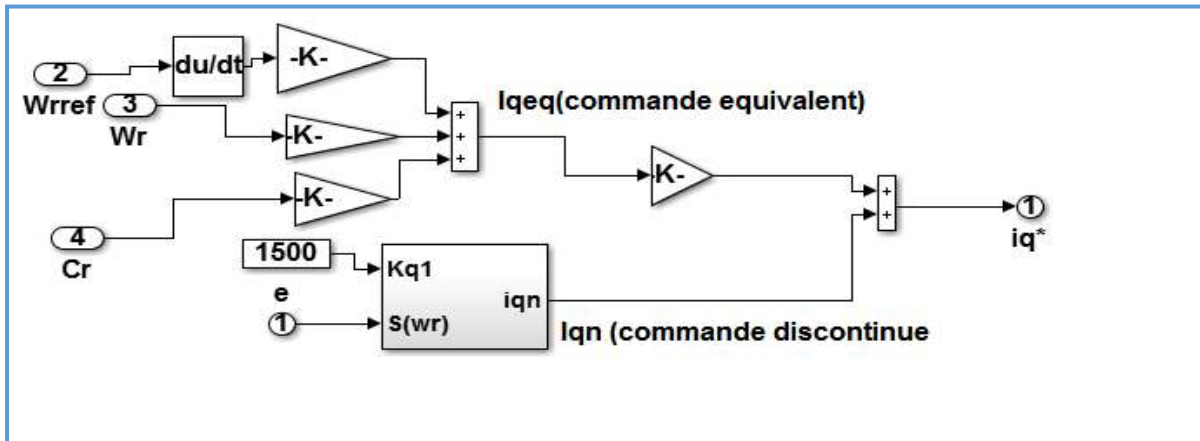 2
Wrref
du/dt
-K-
3
Wr
-K-
+
+
+
Iqeq(commande equivalent)
-K-
4
Cr
K-
+
+
1
iq*
1500
e
1
Kq1
S(wr)
iqn
Iqn (commande discontinue